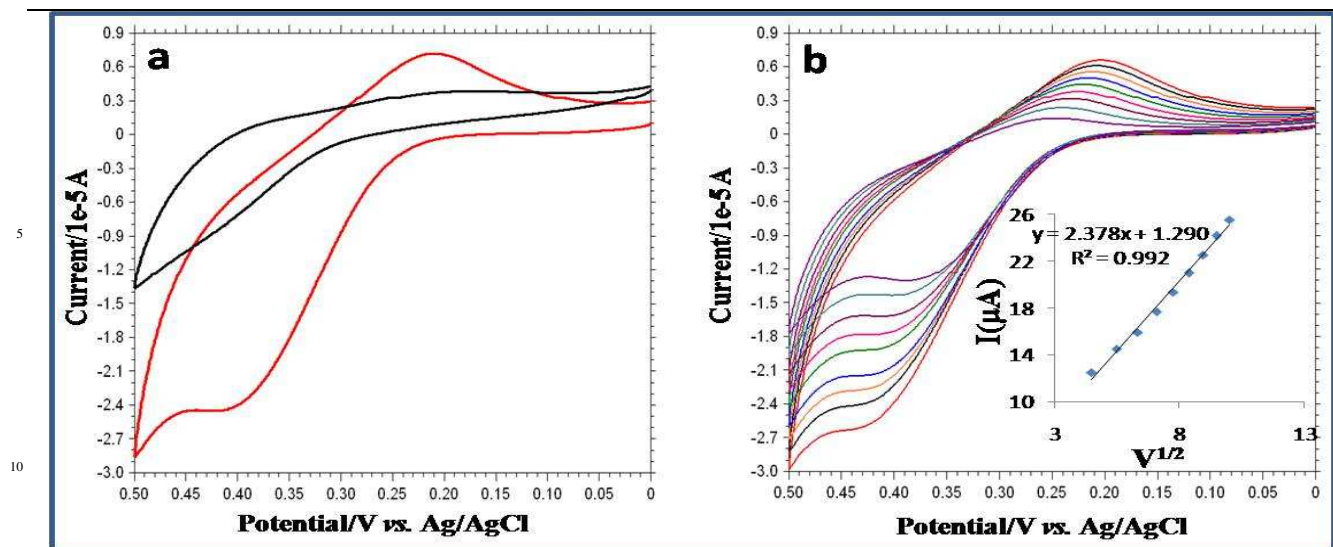 a
0.9
0.6
0.3
0
-0.3
-0.6
-0.9
-1.2
-1.5
-1.8
-2.1
-2.4
-2.7
-3.0
Current/1e-5A
0.50 0.45 0.40 0.35 0.30 0.25 0.20 0.15 0.10 0.05 0
Potential/V vs. Ag/AgCl
5
10
b
0.9
0.6
0.3
0
-0.3
-0.6
-0.9
-1.2
-1.5
-1.8
-2.1
-2.4
-2.7
-3.0
Current/1e-5A
0.50 0.45 0.40 0.35 0.30 0.25 0.20 0.15 0.10 0.05 0
Potential/V vs. Ag/AgCl
26
22
18
14
10
I((µA)
y = 2.378x + 1.290
R² = 0.992
3 8 13
V^1/2